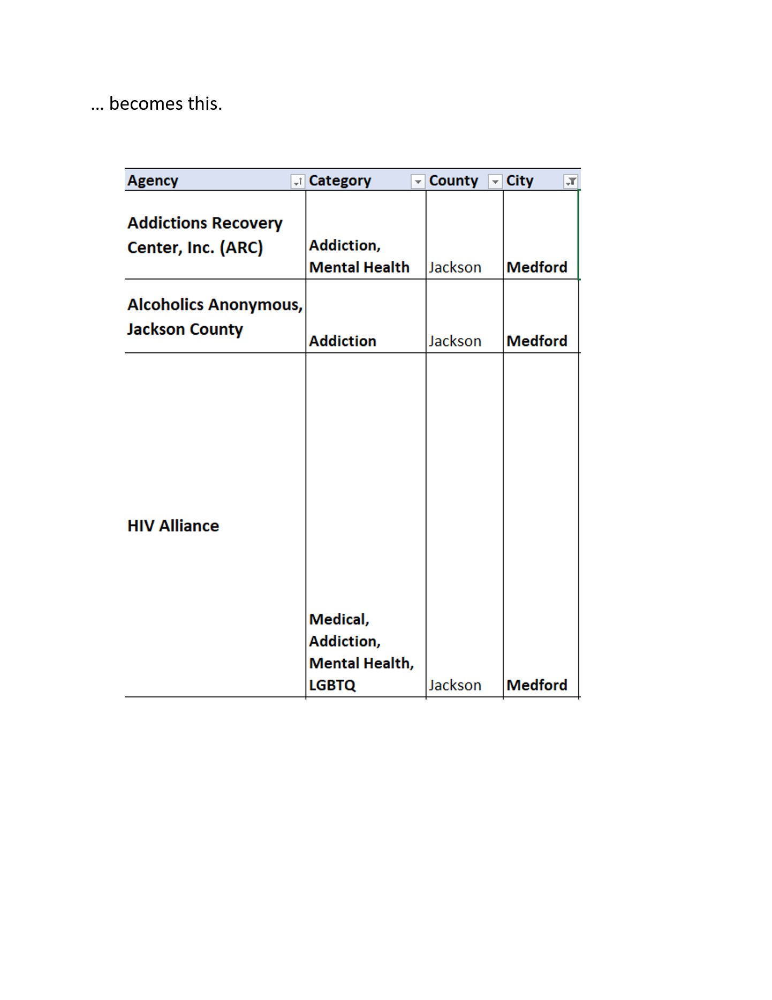 ... becomes this.
Agency Category County City
Addictions Recovery
Center, Inc. (ARC)
Addiction,
Mental Health Jackson Medford
Alcoholics Anonymous,
Jackson County
Addiction Jackson Medford
HIV Alliance
Medical,
Addiction,
Mental Health,
LGBTQ Jackson Medford